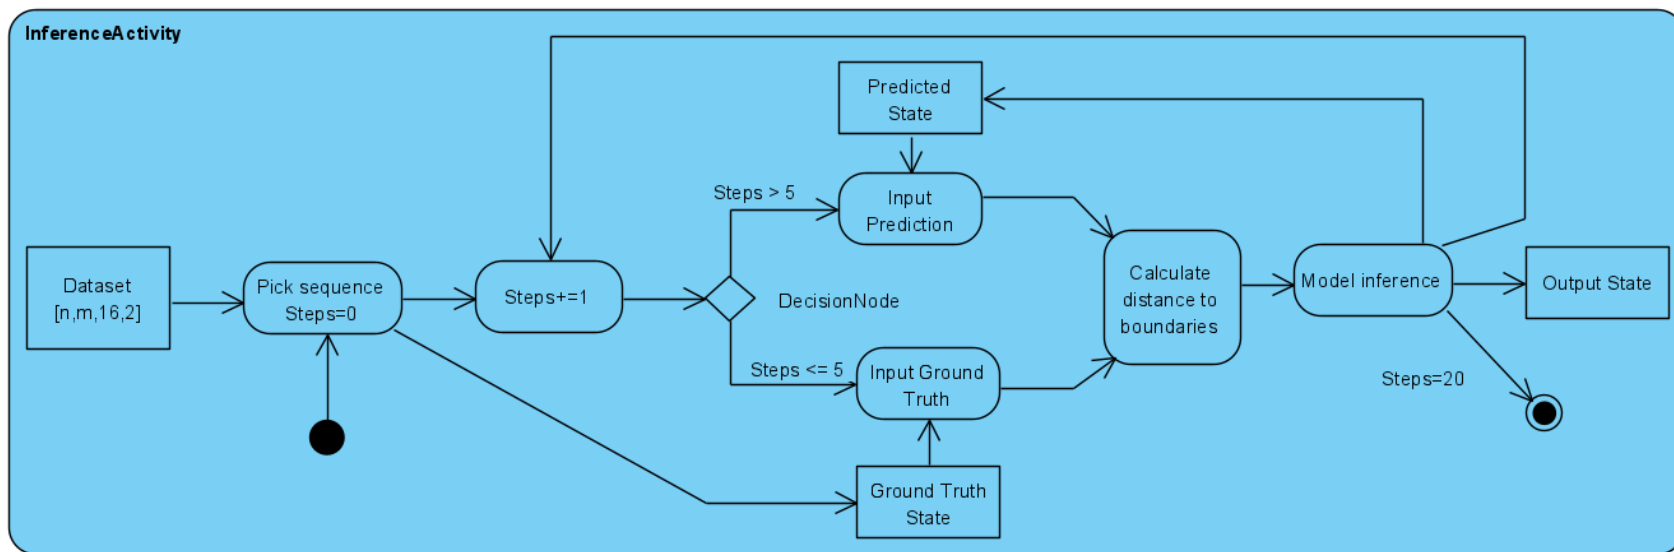 InferenceActivity
Predicted
State
Steps > 5
Input
Prediction
Dataset
[n,m,16,2]
Pick sequence
Steps=0
Steps+=1
DecisionNode
Calculate
distance to
boundaries
Model inference
Output State
Steps <= 5
Input Ground
Truth
Steps=20
Ground Truth
State